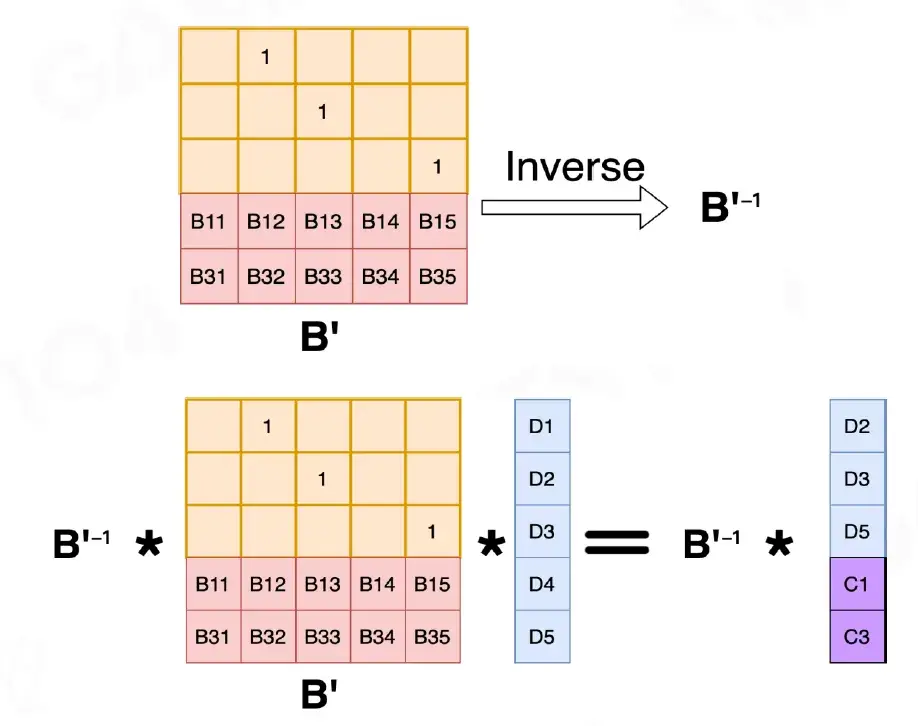 1
1
1
B11 B12 B13 B14 B15
B31 B32 B33 B34 B35
B'
Inverse
B'⁻¹
B'⁻¹ *
1
1
1
B11 B12 B13 B14 B15
B31 B32 B33 B34 B35
B'
*
D1
D2
D3
D4
D5
=
B'⁻¹ *
D2
D3
D5
C1
C3